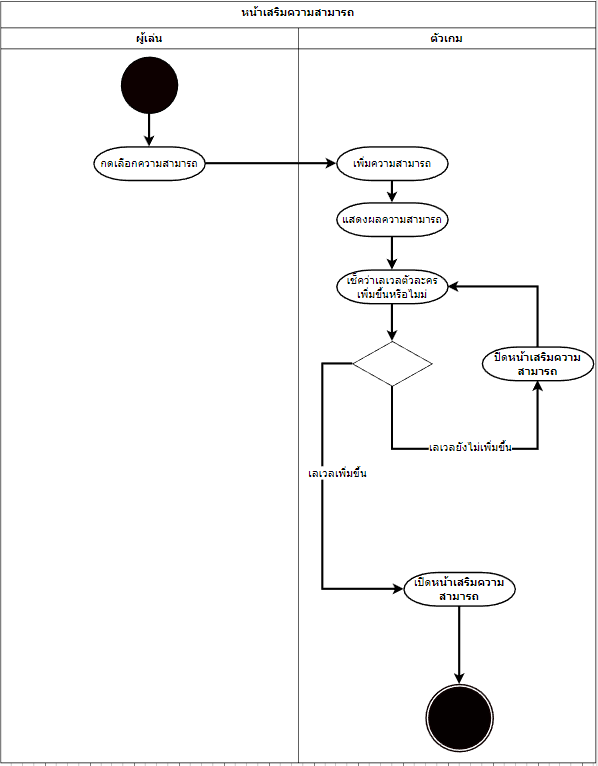 หน้าเสริมความสามารถ
ผู้เล่น
ตัวเกม
กดเลือกความสามารถ
เพิ่มความสามารถ
แสดงผลความสามารถ
เช็คว่าเลเวลตัวละคร
เพิ่มขึ้นหรือไมม่
ปิดหน้าเสริมความ
สามารถ
เลเวลยังไม่เพิ่มขึ้น
เลเวลเพิ่มขึ้น
เปิดหน้าเสริมความ
สามารถ